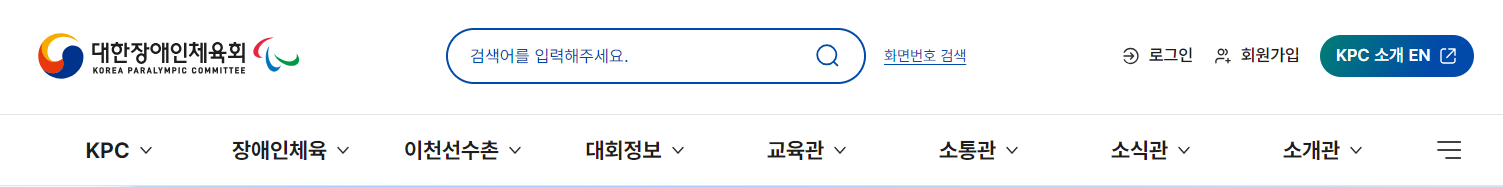 대한장애인체육회
KOREA PARALYMPIC COMMITTEE
검색어를 입력해주세요.
화면번호 검색
로그인
회원가입
KPC 소개 EN
KPC
장애인체육
이천선수촌
대회정보
교육관
소통관
소식관
소개관